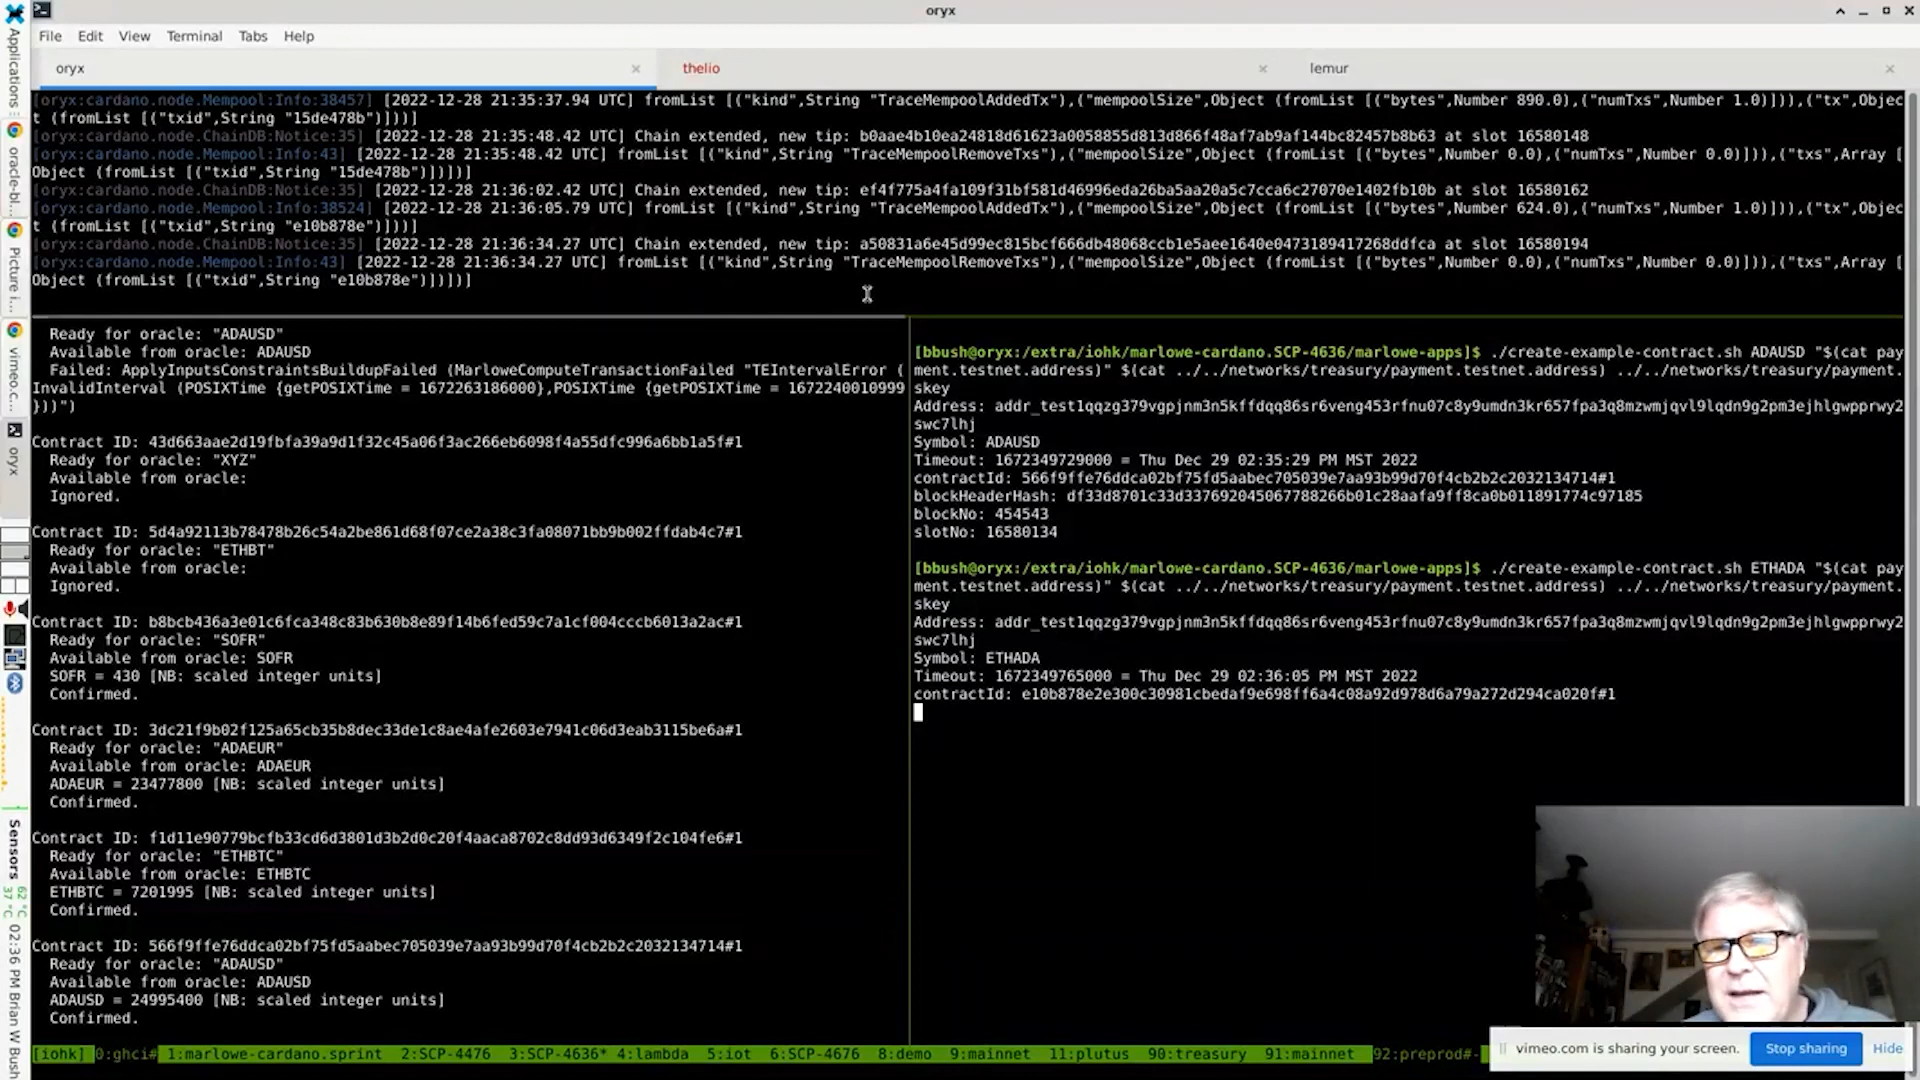 oryx
File Edit View Terminal Tabs Help
oryx
thelio
lemur
[oryx:cardano.node.Mempool:Info:38457] [2022-12-28 21:35:37.94 UTC] fromList [("kind",String "TraceMempoolAddedTx"),("mempoolSize",Object (fromList [("bytes",Number 890.0),("numTxs",Number 1.0)])),("tx",Objec
t (fromList [("txid",String "15de478b")]))]
[oryx:cardano.node.ChainDB:Notice:35] [2022-12-28 21:35:48.42 UTC] Chain extended, new tip: b0aae4b10ea24818d61623a0058855d813d866f48af7ab9af144bc82457b8b63 at slot 16580148
[oryx:cardano.node.Mempool:Info:43] [2022-12-28 21:35:48.42 UTC] fromList [("kind",String "TraceMempoolRemoveTxs"),("mempoolSize",Object (fromList [("bytes",Number 0.0),("numTxs",Number 0.0)])),("txs",Array [
Object (fromList [("txid",String "15de478b")])])]
[oryx:cardano.node.ChainDB:Notice:35] [2022-12-28 21:36:02.42 UTC] Chain extended, new tip: ef4f775a4fa109f31bf581d46996eda26ba5aa20a5c7cca6c27070e1402fb10b at slot 16580162
[oryx:cardano.node.Mempool:Info:38524] [2022-12-28 21:36:05.79 UTC] fromList [("kind",String "TraceMempoolAddedTx"),("mempoolSize",Object (fromList [("bytes",Number 624.0),("numTxs",Number 1.0)])),("tx",Objec
t (fromList [("txid",String "e10b878e")]))]
[oryx:cardano.node.ChainDB:Notice:35] [2022-12-28 21:36:34.27 UTC] Chain extended, new tip: a50831a6e45d99ec815bcf666db48068ccb1e5aee1640e0473189417268ddfca at slot 16580194
[oryx:cardano.node.Mempool:Info:43] [2022-12-28 21:36:34.27 UTC] fromList [("kind",String "TraceMempoolRemoveTxs"),("mempoolSize",Object (fromList [("bytes",Number 0.0),("numTxs",Number 0.0)])),("txs",Array [
Object (fromList [("txid",String "e10b878e")])])]
Ready for oracle: "ADAUSD"
Available from oracle: ADAUSD
Failed: ApplyInputsConstraintsBuildupFailed (MarloweComputeTransactionFailed "TEIntervalError (
InvalidInterval (POSIXTime {getPOSIXTime = 1672263186000},POSIXTime {getPOSIXTime = 1672240010999
}))")
Contract ID: 43d663aae2d19fbfa39a9d1f32c45a06f3ac266eb6098f4a55dfc996a6bb1a5f#1
Ready for oracle: "XYZ"
Available from oracle:
Ignored.
Contract ID: 5d4a92113b78478b26c54a2be861d68f07ce2a38c3fa08071bb9b002ffdab4c7#1
Ready for oracle: "ETHBT"
Available from oracle:
Ignored.
Contract ID: b8bcb436a3e01c6fca348c83b630b8e89f14b6fed59c7a1cf004cccb6013a2ac#1
Ready for oracle: "SOFR"
Available from oracle: SOFR
SOFR = 430 [NB: scaled integer units]
Confirmed.
Contract ID: 3dc21f9b02f125a65cb35b8dec33de1c8ae4afe2603e7941c06d3eab3115be6a#1
Ready for oracle: "ADAEUR"
Available from oracle: ADAEUR
ADAEUR = 23477800 [NB: scaled integer units]
Confirmed.
Contract ID: f1d11e90779bcfb33cd6d3801d3b2d0c20f4aaca8702c8dd93d6349f2c104fe6#1
Ready for oracle: "ETHBTC"
Available from oracle: ETHBTC
ETHBTC = 7201995 [NB: scaled integer units]
Confirmed.
Contract ID: 566f9ffe76ddca02bf75fd5aabec705039e7aa93b99d70f4cb2b2c2032134714#1
Ready for oracle: "ADAUSD"
Available from oracle: ADAUSD
ADAUSD = 24995400 [NB: scaled integer units]
Confirmed.
[bbush@oryx:/extra/iohk/marlowe-cardano.SCP-4636/marlowe-apps]$ ./create-example-contract.sh ADAUSD "$(cat pay
ment.testnet.address)" $(cat ../../networks/treasury/payment.testnet.address) ../../networks/treasury/payment.
skey
Address: addr_test1qqzg379vgpjnm3n5kffdqq86sr6veng453rfnu07c8y9umdn3kr657fpa3q8mzwmjqvl9lqdn9g2pm3ejhlgwpprwy2
swc7lhj
Symbol: ADAUSD
Timeout: 1672349729000 = Thu Dec 29 02:35:29 PM MST 2022
contractId: 566f9ffe76ddca02bf75fd5aabec705039e7aa93b99d70f4cb2b2c2032134714#1
blockHeaderHash: df33d8701c33d337692045067788266b01c28aafa9ff8ca0b011891774c97185
blockNo: 454543
slotNo: 16580134
[bbush@oryx:/extra/iohk/marlowe-cardano.SCP-4636/marlowe-apps]$ ./create-example-contract.sh ETHADA "$(cat pay
ment.testnet.address)" $(cat ../../networks/treasury/payment.testnet.address) ../../networks/treasury/payment.
skey
Address: addr_test1qqzg379vgpjnm3n5kffdqq86sr6veng453rfnu07c8y9umdn3kr657fpa3q8mzwmjqvl9lqdn9g2pm3ejhlgwpprwy2
swc7lhj
Symbol: ETHADA
Timeout: 1672349765000 = Thu Dec 29 02:36:05 PM MST 2022
contractId: e10b878e2e300c30981cbedaf9e698ff6a4c08a92d978d6a79a272d294ca020f#1
[iohk] 0:ghci# 1:marlowe-cardano.sprint 2:SCP-4476 3:SCP-4636* 4:lambda 5:iot 6:SCP-4676 8:demo 9:mainnet 11:plutus 90:treasury 91:mainnet 92:preprod#-
vimeo.com is sharing your screen. Stop sharing Hide
Applications
oracle-bl...
Picture i...
vimeo.c...
oryx
Sensors
62 °C
37 °C
02:36 PM Brian W Bush